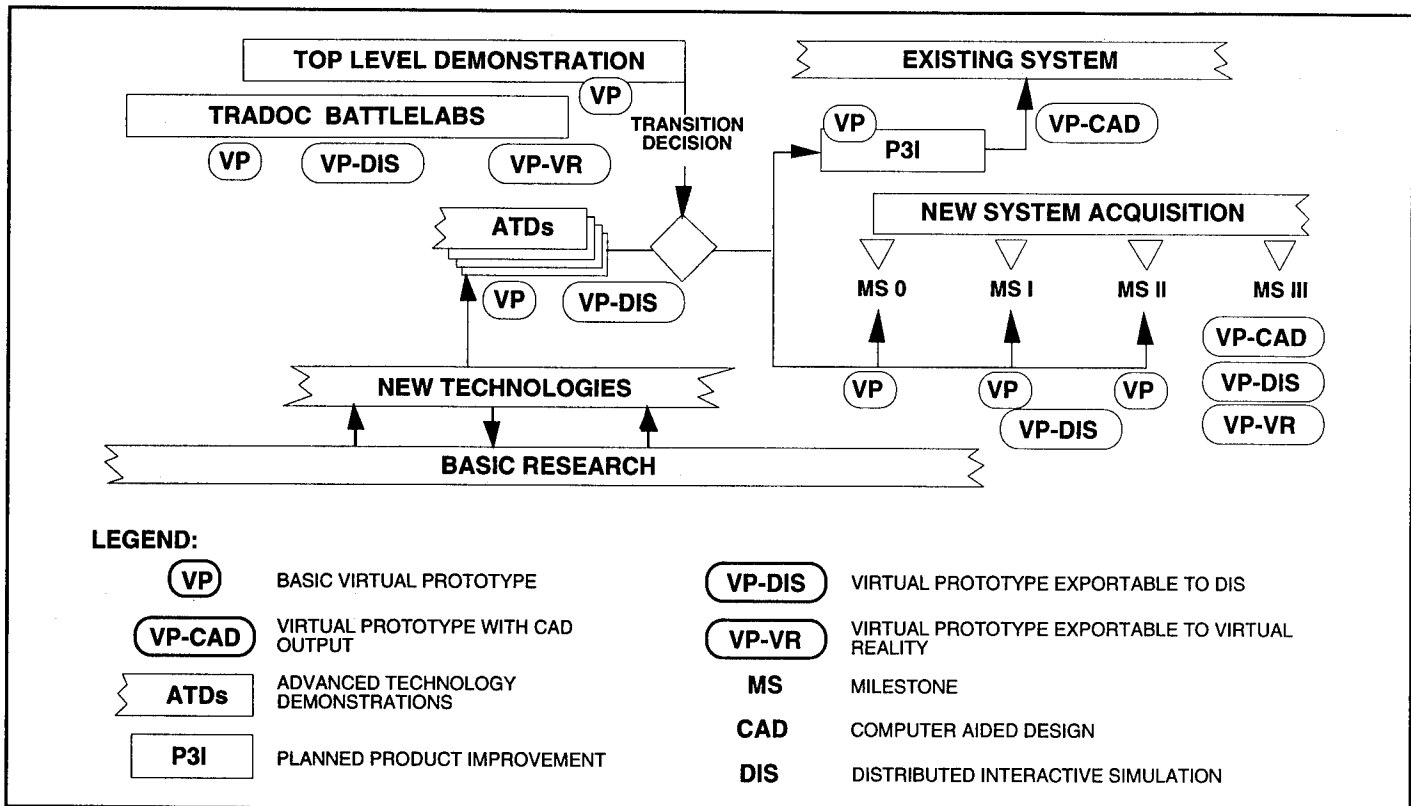 TOP LEVEL DEMONSTRATION
VP
TRADOC BATTLELABS
VP
VP-DIS
VP-VR
TRANSITION
DECISION
EXISTING SYSTEM
VP
P3I
VP-CAD
NEW SYSTEM ACQUISITION
ATDs
VP
VP-DIS
MS 0
MS I
MS II
MS III
VP
VP
VP
VP-DIS
VP-CAD
VP-DIS
VP-VR
NEW TECHNOLOGIES
BASIC RESEARCH
LEGEND:
VP
BASIC VIRTUAL PROTOTYPE
VP-CAD
VIRTUAL PROTOTYPE WITH CAD
OUTPUT
ATDs
ADVANCED TECHNOLOGY
DEMONSTRATIONS
P3I
PLANNED PRODUCT IMPROVEMENT
VP-DIS
VIRTUAL PROTOTYPE EXPORTABLE TO DIS
VP-VR
VIRTUAL PROTOTYPE EXPORTABLE TO VIRTUAL
REALITY
MS
MILESTONE
CAD
COMPUTER AIDED DESIGN
DIS
DISTRIBUTED INTERACTIVE SIMULATION